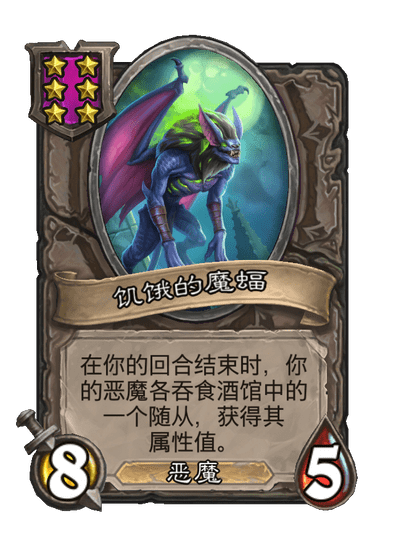 饥饿的魔蝠
在你的回合结束时，你
的恶魔各吞食酒馆中的
一个随从，获得其
属性值。
恶魔
8
5